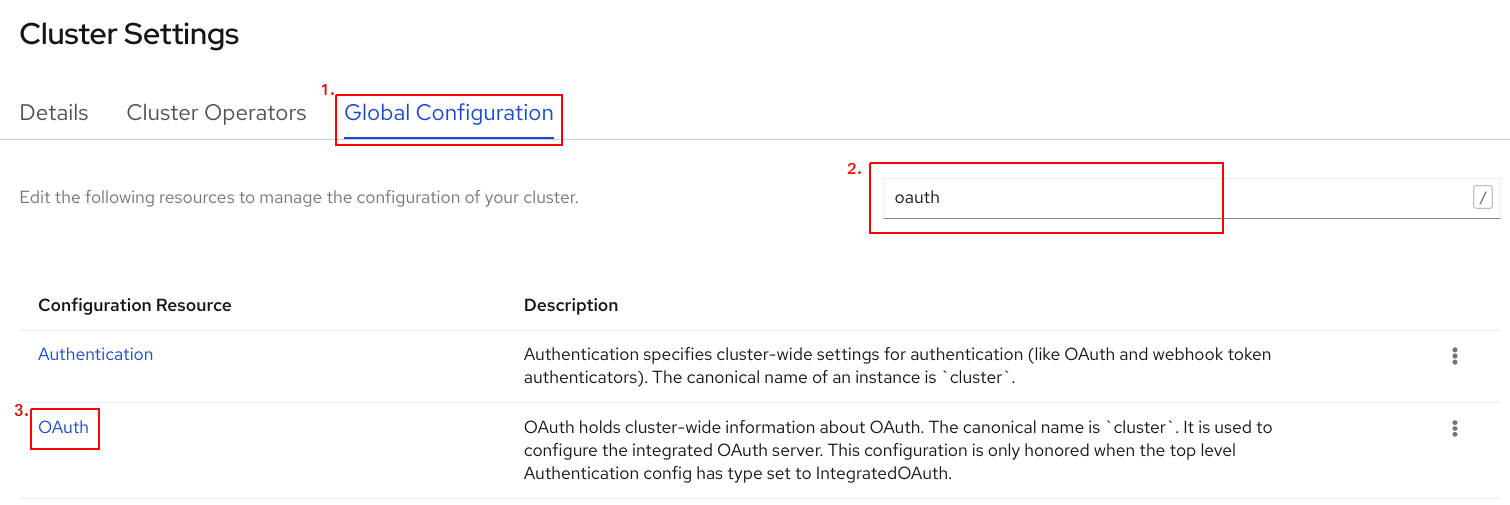 Cluster Settings
1.
Details Cluster Operators Global Configuration
2.
Edit the following resources to manage the configuration of your cluster. oauth /
Configuration Resource Description
Authentication Authentication specifies cluster-wide settings for authentication (like OAuth and webhook token
authenticators). The canonical name of an instance is `cluster`.
3.
OAuth OAuth holds cluster-wide information about OAuth. The canonical name is `cluster`. It is used to
configure the integrated OAuth server. This configuration is only honored when the top level
Authentication config has type set to IntegratedOAuth.